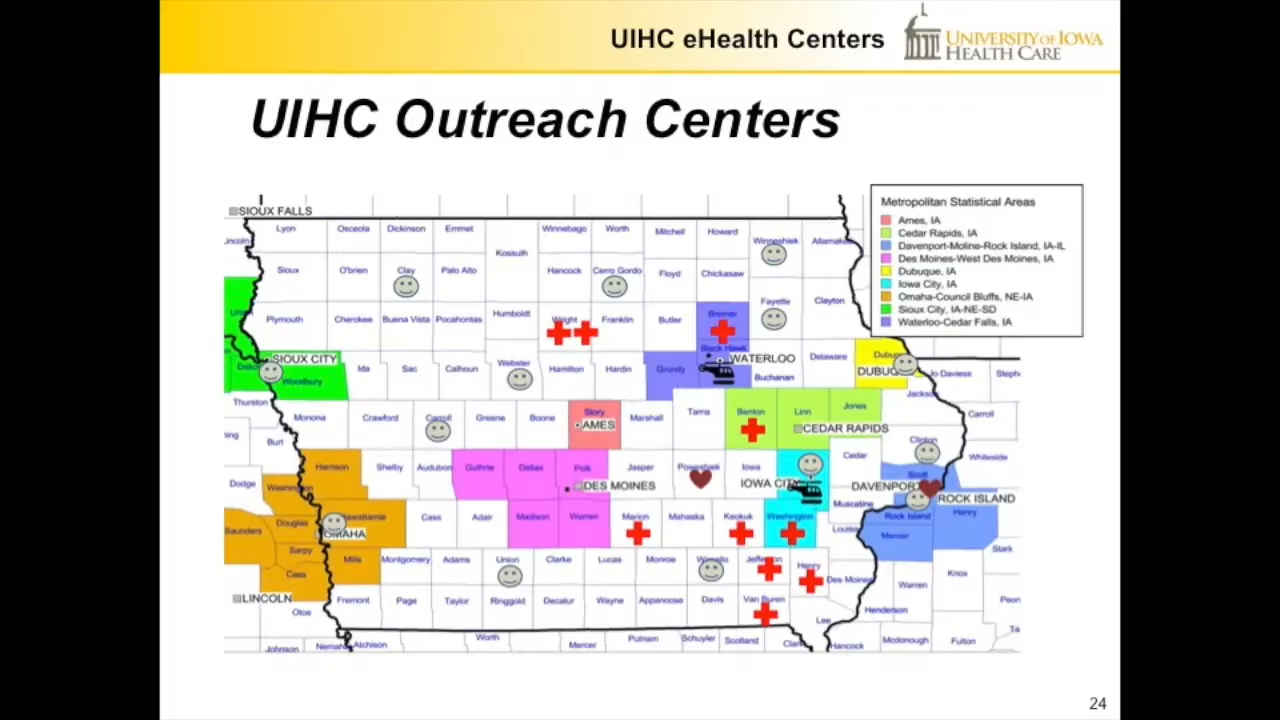 UIHC eHealth Centers
UNIVERSITY OF IOWA
HEALTH CARE
UIHC Outreach Centers
Metropolitan Statistical Areas
Ames, IA
Cedar Rapids, IA
Davenport-Moline-Rock Island, IA-IL
Des Moines-West Des Moines, IA
Dubuque, IA
Iowa City, IA
Omaha-Council Bluffs, NE-IA
Sioux City, IA-NE-SD
Waterloo-Cedar Falls, IA
SIOUX FALLS
Lyon Osceola Dickinson Emmet Winnebago Worth Mitchell Howard Winneshiek
Kossuth
Sioux O'brien Clay Palo Alto Hancock Cerro Gordo Floyd Chickasaw
Fayette Clayton
Plymouth Cherokee Buena Vista Pocahontas Humboldt Wright Franklin Butler Bremer
Black Hawk
SIOUX CITY WATERLOO Delaware
Woodbury Ida Sac Calhoun Webster Hamilton Hardin Grundy Buchanan Jo Daviess
Thurston Jackson
Monona Crawford Carroll Greene Boone Story Marshall Tama Benton Linn Jones Carroll
AMES CEDAR RAPIDS
Burt Clinton
Cedar Whiteside
Harrison Shelby Audubon Guthrie Dallas Polk Jasper Poweshiek Iowa Scott
Dodge DES MOINES IOWA CITY ROCK ISLAND
Muscatine
Saunders Douglas Cass Adair Madison Warren Marion Mahaska Keokuk Washington Rock Island Henry
OMAHA Mercer
Sarpy Stark
Cass Mills Montgomery Adams Union Clarke Lucas Monroe Wapello Henry Des Moines Knox
Warren
LINCOLN Fremont Page Taylor Ringgold Decatur Wayne Appanoose Davis Van Buren Henderson
Otoe Lee
Johnson Atchison Worth Mercer Putnam Schuyler Scotland Hancock Mcdonough Fulton
24